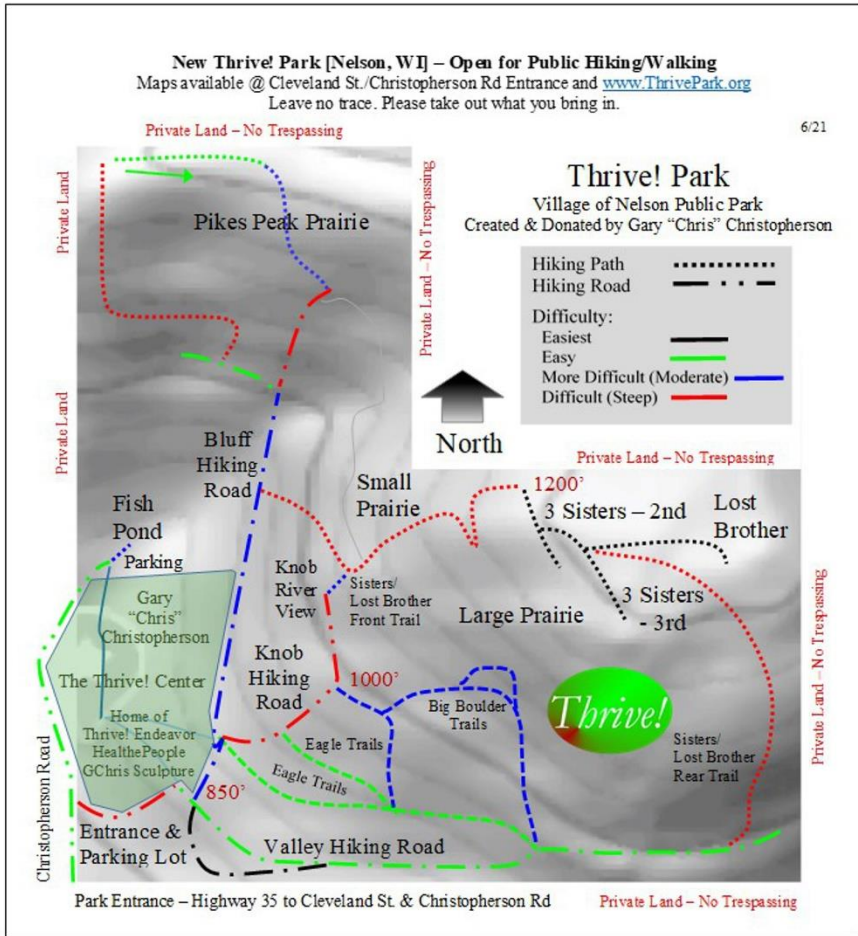 New Thrive! Park [Nelson, WI] – Open for Public Hiking/Walking
Maps available @ Cleveland St./Christopherson Rd Entrance and www.ThrivePark.org
Leave no trace. Please take out what you bring in.
6/21
Private Land – No Trespassing
Thrive! Park
Village of Nelson Public Park
Created & Donated by Gary “Chris” Christopherson
Hiking Path
Hiking Road
Difficulty:
Easiest
Easy
More Difficult (Moderate)
Difficult (Steep)
Private Land
Pikes Peak Prairie
Private Land – No Trespassing
North
Private Land
Bluff
Hiking
Road
Private Land – No Trespassing
Small
Prairie
1200’
3 Sisters – 2nd
Lost
Brother
Fish
Pond
Parking
Knob
River
View
Sisters/
Lost Brother
Front Trail
Large Prairie
3 Sisters
- 3rd
Gary
“Chris”
Christopherson
The Thrive! Center
Home of
Thrive! Endeavor
HealthePeople
GChris Sculpture
Knob
Hiking
Road
1000’
Big Boulder
Trails
Thrive!
Sisters/
Lost Brother
Rear Trail
Private Land – No Trespassing
Eagle Trails
Eagle Trails
Christopherson Road
850’
Entrance &
Parking Lot
Valley Hiking Road
Park Entrance – Highway 35 to Cleveland St. & Christopherson Rd
Private Land – No Trespassing